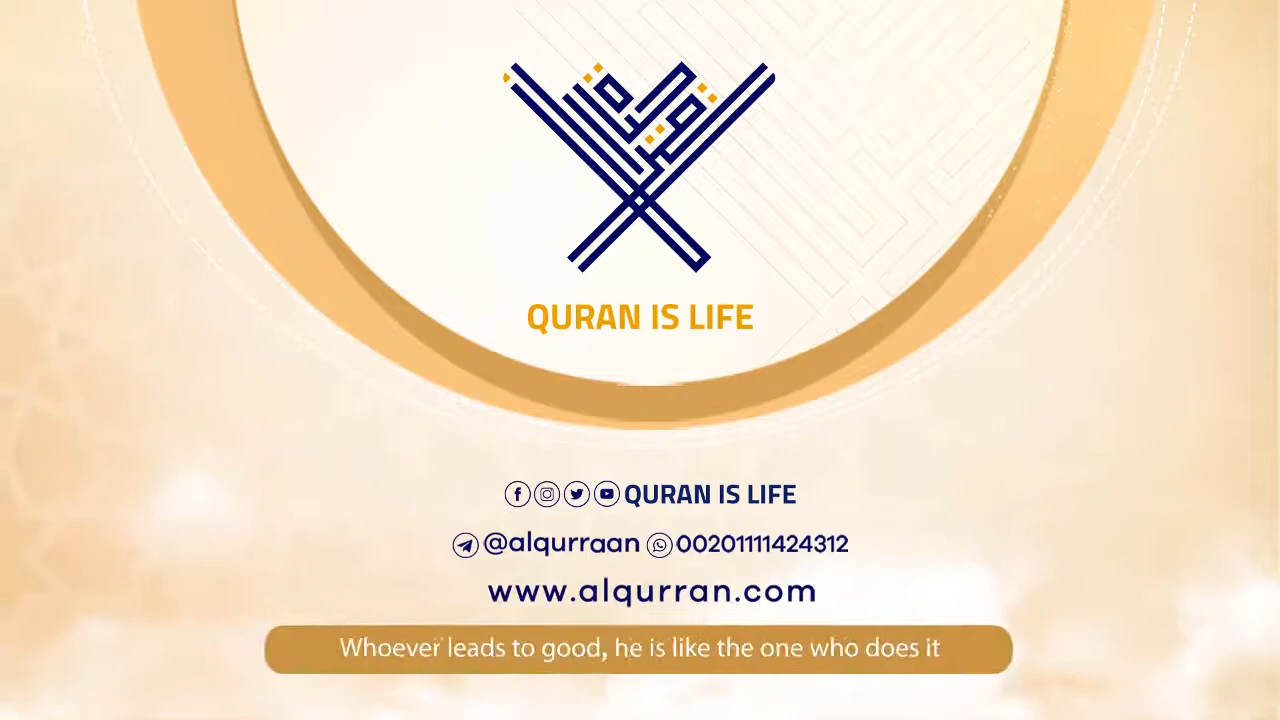 QURAN IS LIFE
QURAN IS LIFE
@alqurraan 00201111424312
www.alqurran.com
Whoever leads to good, he is like the one who does it